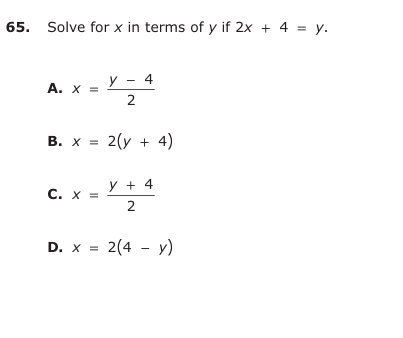 65. Solve for x in terms of y if 2x + 4 = y.
A. x = (y − 4)/2
B. x = 2(y + 4)
C. x = (y + 4)/2
D. x = 2(4 − y)